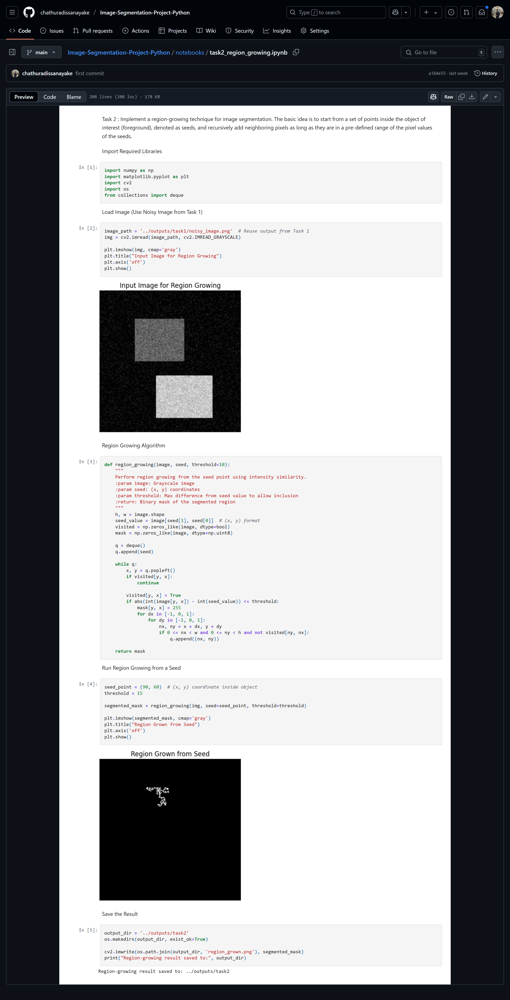 chathuradissanayake / Image-Segmentation-Project-Python
Type / to search
Code
Issues
Pull requests
Actions
Projects
Wiki
Security
Insights
Settings
main
Image-Segmentation-Project-Python / notebooks / task2_region_growing.ipynb
Go to file
t
chathuradissanayake first commit
a184e55 · last week
History
Preview
Code
Blame
208 lines (208 loc) · 178 KB
Raw
Task 2 : Implement a region-growing technique for image segmentation. The basic idea is to start from a set of points inside the object of
interest (foreground), denoted as seeds, and recursively add neighboring pixels as long as they are in a pre-defined range of the pixel values
of the seeds.
Import Required Libraries
In [1]:
import numpy as np
import matplotlib.pyplot as plt
import cv2
import os
from collections import deque
Load Image (Use Noisy Image from Task 1)
In [2]:
image_path = '../outputs/task1/noisy_image.png'  # Reuse output from Task 1
img = cv2.imread(image_path, cv2.IMREAD_GRAYSCALE)
plt.imshow(img, cmap='gray')
plt.title("Input Image for Region Growing")
plt.axis('off')
plt.show()
Input Image for Region Growing
Region Growing Algorithm
In [3]:
def region_growing(image, seed, threshold=10):
    """
    Perform region growing from the seed point using intensity similarity.
    :param image: Grayscale image
    :param seed: (x, y) coordinates
    :param threshold: Max difference from seed value to allow inclusion
    :return: Binary mask of the segmented region
    """
    h, w = image.shape
    seed_value = image[seed[1], seed[0]]  # (x, y) format
    visited = np.zeros_like(image, dtype=bool)
    mask = np.zeros_like(image, dtype=np.uint8)
    q = deque()
    q.append(seed)
    while q:
        x, y = q.popleft()
        if visited[y, x]:
            continue
        visited[y, x] = True
        if abs(int(image[y, x]) - int(seed_value)) <= threshold:
            mask[y, x] = 255
            for dx in [-1, 0, 1]:
                for dy in [-1, 0, 1]:
                    nx, ny = x + dx, y + dy
                    if 0 <= nx < w and 0 <= ny < h and not visited[ny, nx]:
                        q.append((nx, ny))
    return mask
Run Region Growing from a Seed
In [4]:
seed_point = (90, 60)  # (x, y) coordinate inside object
threshold = 15
segmented_mask = region_growing(img, seed=seed_point, threshold=threshold)
plt.imshow(segmented_mask, cmap='gray')
plt.title("Region Grown from Seed")
plt.axis('off')
plt.show()
Region Grown from Seed
Save the Result
In [5]:
output_dir = '../outputs/task2'
os.makedirs(output_dir, exist_ok=True)
cv2.imwrite(os.path.join(output_dir, 'region_grown.png'), segmented_mask)
print("Region-growing result saved to:", output_dir)
Region-growing result saved to: ../outputs/task2